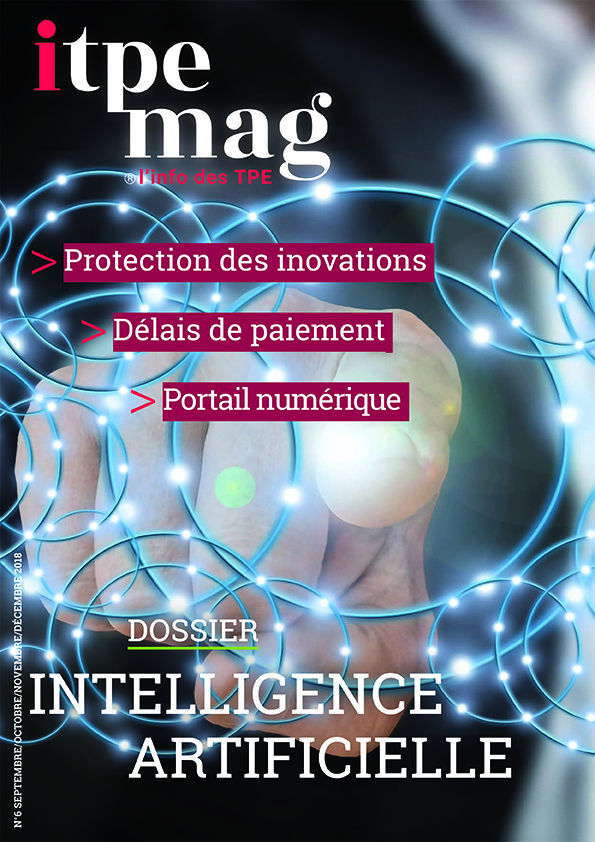 itpe
mag
® l'info des TPE
> Protection des inovations
> Délais de paiement
> Portail numérique
DOSSIER
INTELLIGENCE
ARTIFICIELLE
N°6 SEPTEMBRE/OCTOBRE/NOVEMBRE/DÉCEMBRE 2018